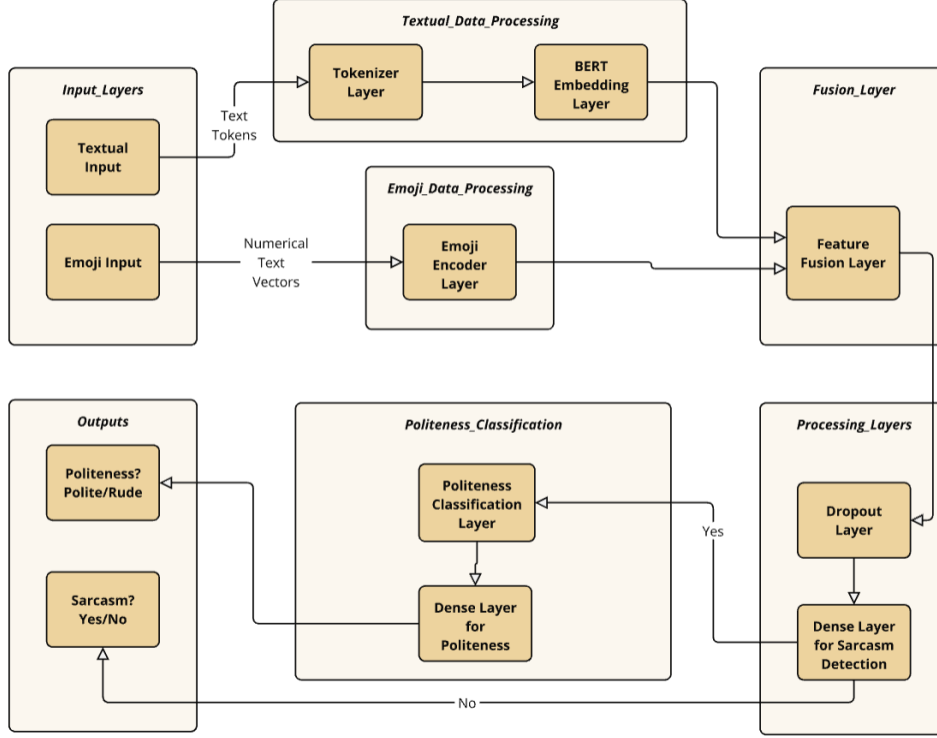 Textual_Data_Processing
Tokenizer
Layer
BERT
Embedding
Layer
Input_Layers
Textual
Input
Emoji Input
Text
Tokens
Numerical
Text
Vectors
Emoji_Data_Processing
Emoji
Encoder
Layer
Fusion_Layer
Feature
Fusion Layer
Outputs
Politeness?
Polite/Rude
Sarcasm?
Yes/No
Politeness_Classification
Politeness
Classification
Layer
Dense Layer
for
Politeness
Yes
Processing_Layers
Dropout
Layer
Dense Layer
for Sarcasm
Detection
No